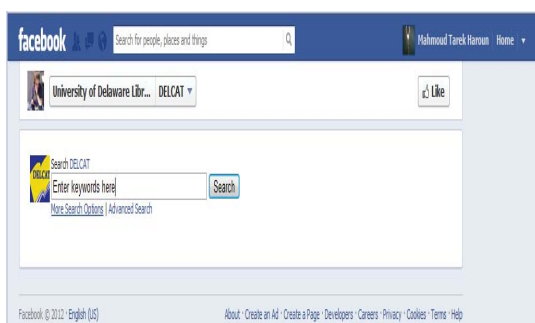 facebook Search for people, places and things Mahmoud Tarek Haroun Home
University of Delaware Libr... DELCAT Like
Search DELCAT
DELCAT Enter keywords here Search
More Search Options | Advanced Search
Facebook © 2012 · English (US) About · Create an Ad · Create a Page · Developers · Careers · Privacy · Cookies · Terms · Help